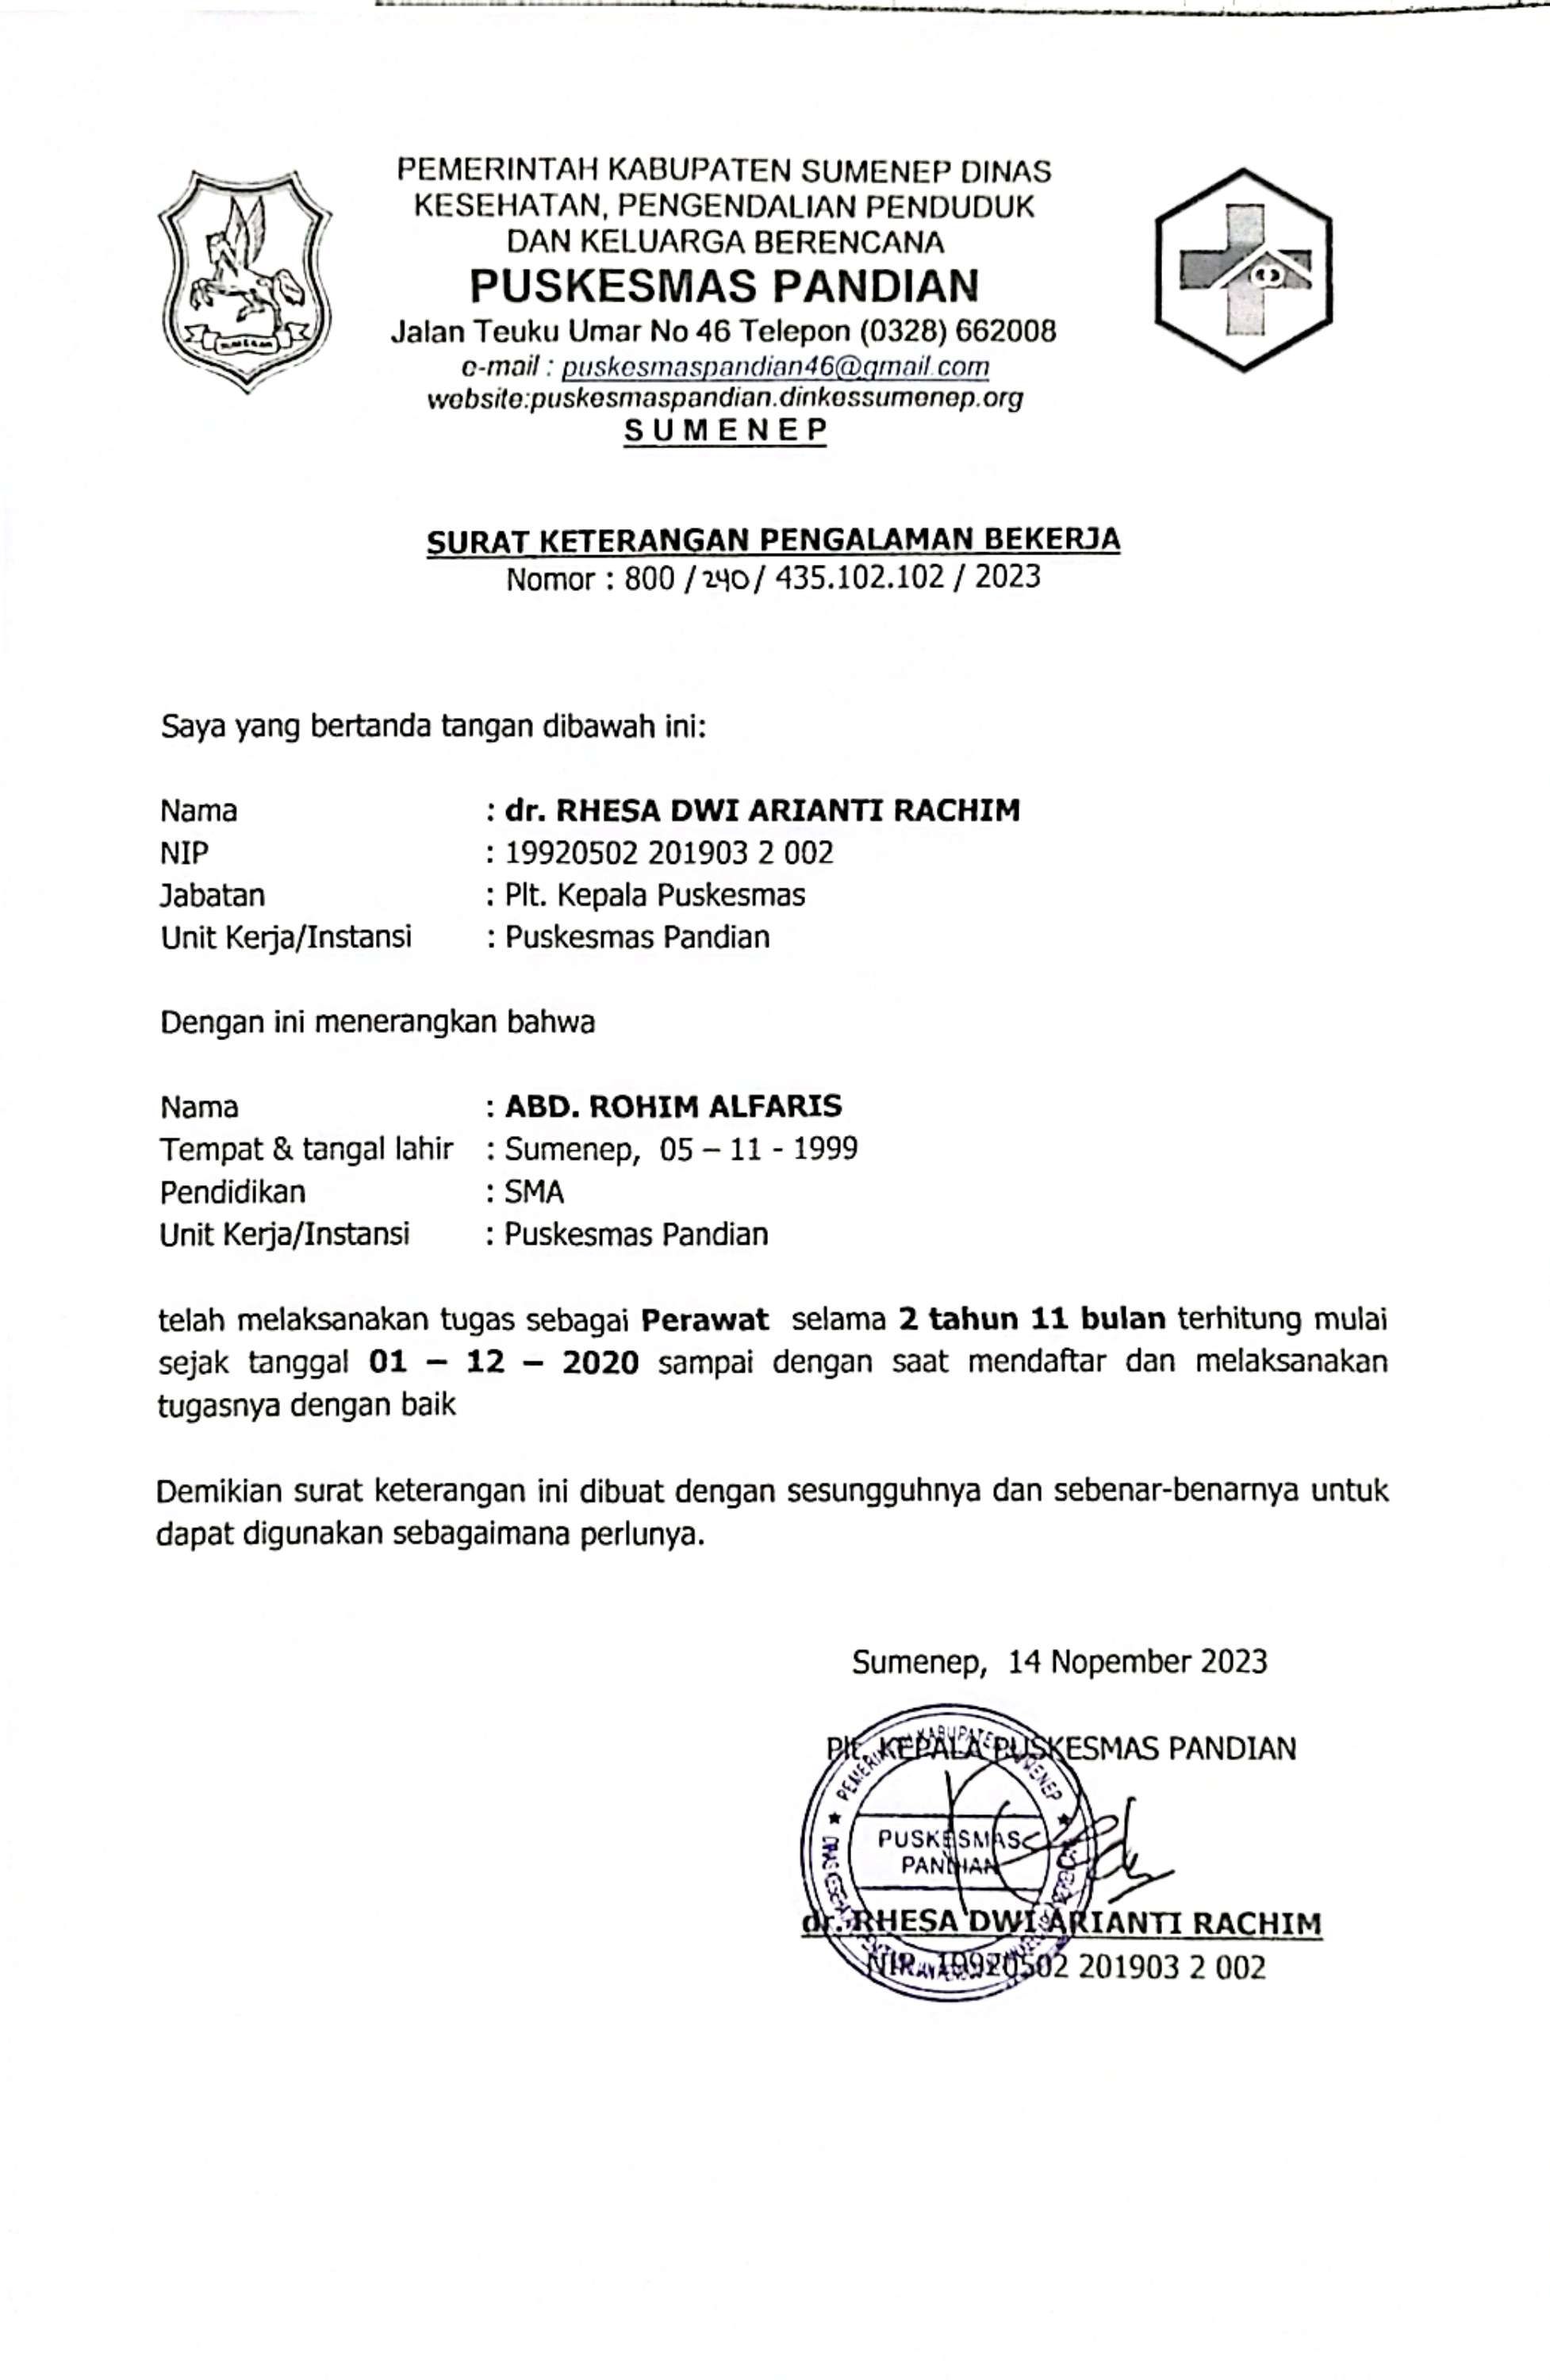 PEMERINTAH KABUPATEN SUMENEP DINAS
KESEHATAN, PENGENDALIAN PENDUDUK
DAN KELUARGA BERENCANA
PUSKESMAS PANDIAN
Jalan Teuku Umar No 46 Telepon (0328) 662008
e-mail : puskesmaspandian46@gmail.com
website:puskesmaspandian.dinkessumenep.org
SUMENEP
SURAT KETERANGAN PENGALAMAN BEKERJA
Nomor : 800 / 240 / 435.102.102 / 2023
Saya yang bertanda tangan dibawah ini:
Nama : dr. RHESA DWI ARIANTI RACHIM
NIP : 19920502 201903 2 002
Jabatan : Plt. Kepala Puskesmas
Unit Kerja/Instansi : Puskesmas Pandian
Dengan ini menerangkan bahwa
Nama : ABD. ROHIM ALFARIS
Tempat & tangal lahir : Sumenep, 05 – 11 - 1999
Pendidikan : SMA
Unit Kerja/Instansi : Puskesmas Pandian
telah melaksanakan tugas sebagai Perawat selama 2 tahun 11 bulan terhitung mulai
sejak tanggal 01 – 12 – 2020 sampai dengan saat mendaftar dan melaksanakan
tugasnya dengan baik
Demikian surat keterangan ini dibuat dengan sesungguhnya dan sebenar-benarnya untuk
dapat digunakan sebagaimana perlunya.
Sumenep, 14 Nopember 2023
Plt. KEPALA PUSKESMAS PANDIAN
PEMERINTAH KABUPATEN SUMENEP
PUSKESMAS
PANDIAN
dr. RHESA DWI ARIANTI RACHIM
NIP. 19920502 201903 2 002